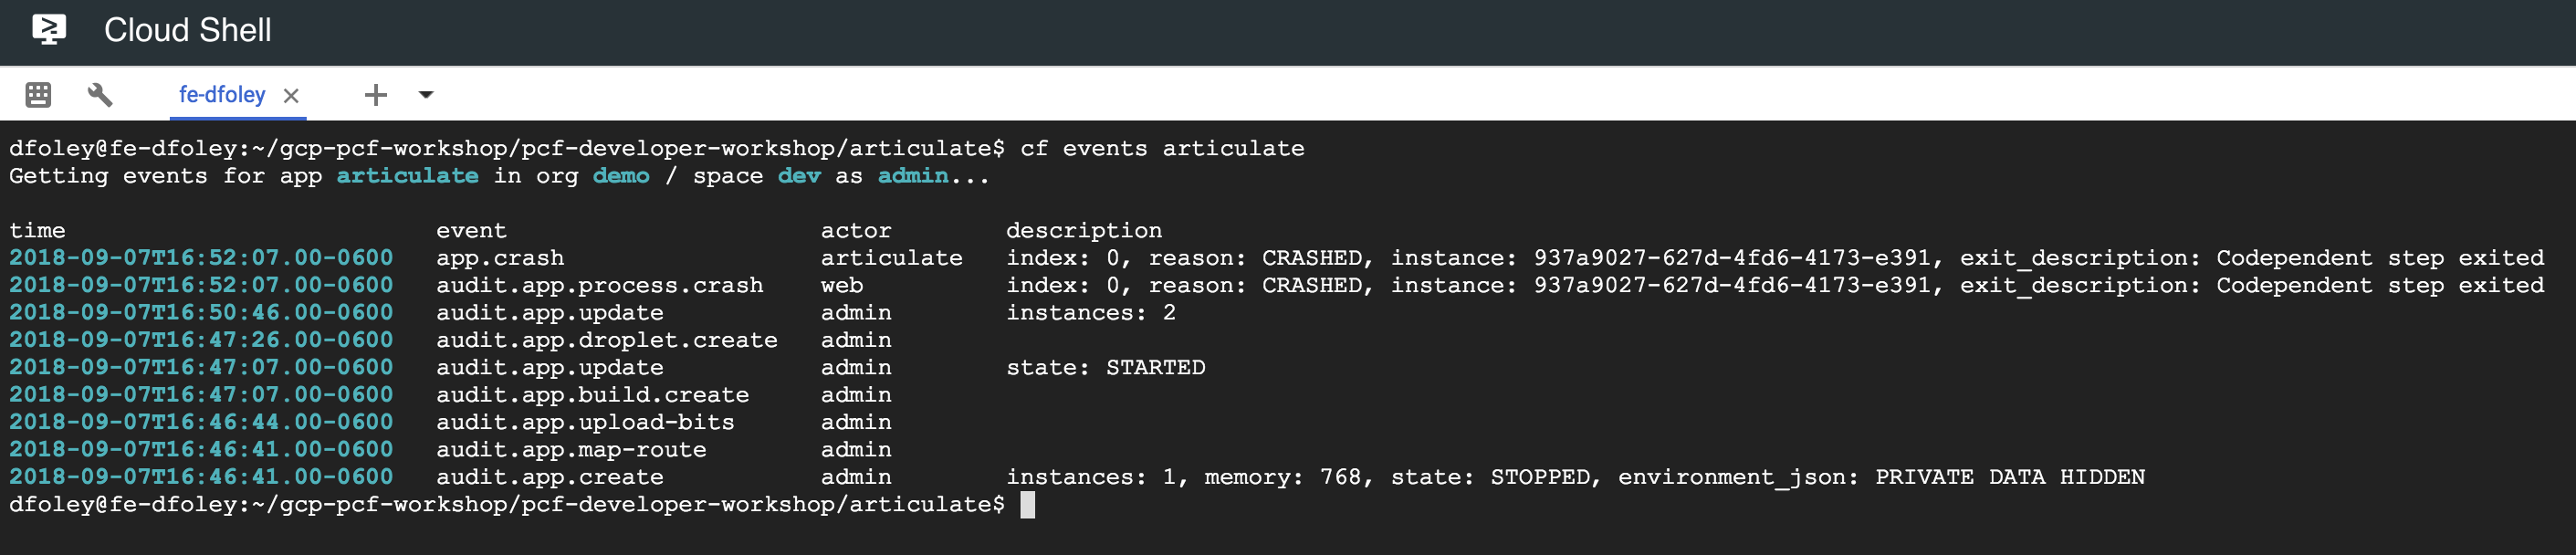 Cloud Shell
fe-dfoley
dfoley@fe-dfoley:~/gcp-pcf-workshop/pcf-developer-workshop/articulate$ cf events articulate
Getting events for app articulate in org demo / space dev as admin...
time event actor description
2018-09-07T16:52:07.00-0600 app.crash articulate index: 0, reason: CRASHED, instance: 937a9027-627d-4fd6-4173-e391, exit_description: Codependent step exited
2018-09-07T16:52:07.00-0600 audit.app.process.crash web index: 0, reason: CRASHED, instance: 937a9027-627d-4fd6-4173-e391, exit_description: Codependent step exited
2018-09-07T16:50:46.00-0600 audit.app.update admin instances: 2
2018-09-07T16:47:26.00-0600 audit.app.droplet.create admin
2018-09-07T16:47:07.00-0600 audit.app.update admin state: STARTED
2018-09-07T16:47:07.00-0600 audit.app.build.create admin
2018-09-07T16:46:44.00-0600 audit.app.upload-bits admin
2018-09-07T16:46:41.00-0600 audit.app.map-route admin
2018-09-07T16:46:41.00-0600 audit.app.create admin instances: 1, memory: 768, state: STOPPED, environment_json: PRIVATE DATA HIDDEN
dfoley@fe-dfoley:~/gcp-pcf-workshop/pcf-developer-workshop/articulate$